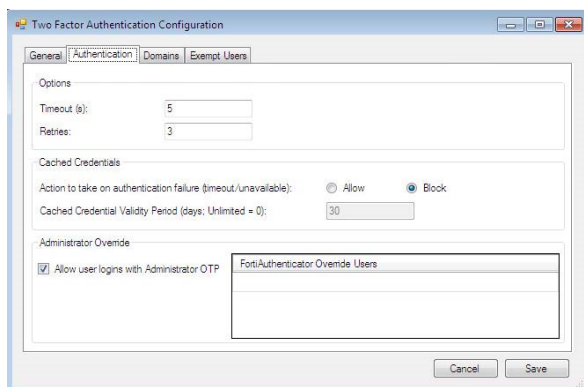 Two Factor Authentication Configuration
General Authentication Domains Exempt Users
Options
Timeout (s): 5
Retries: 3
Cached Credentials
Action to take on authentication failure (timeout/unavailable): Allow Block
Cached Credential Validity Period (days; Unlimited = 0): 30
Administrator Override
Allow user logins with Administrator OTP
FortiAuthenticator Override Users
Cancel Save